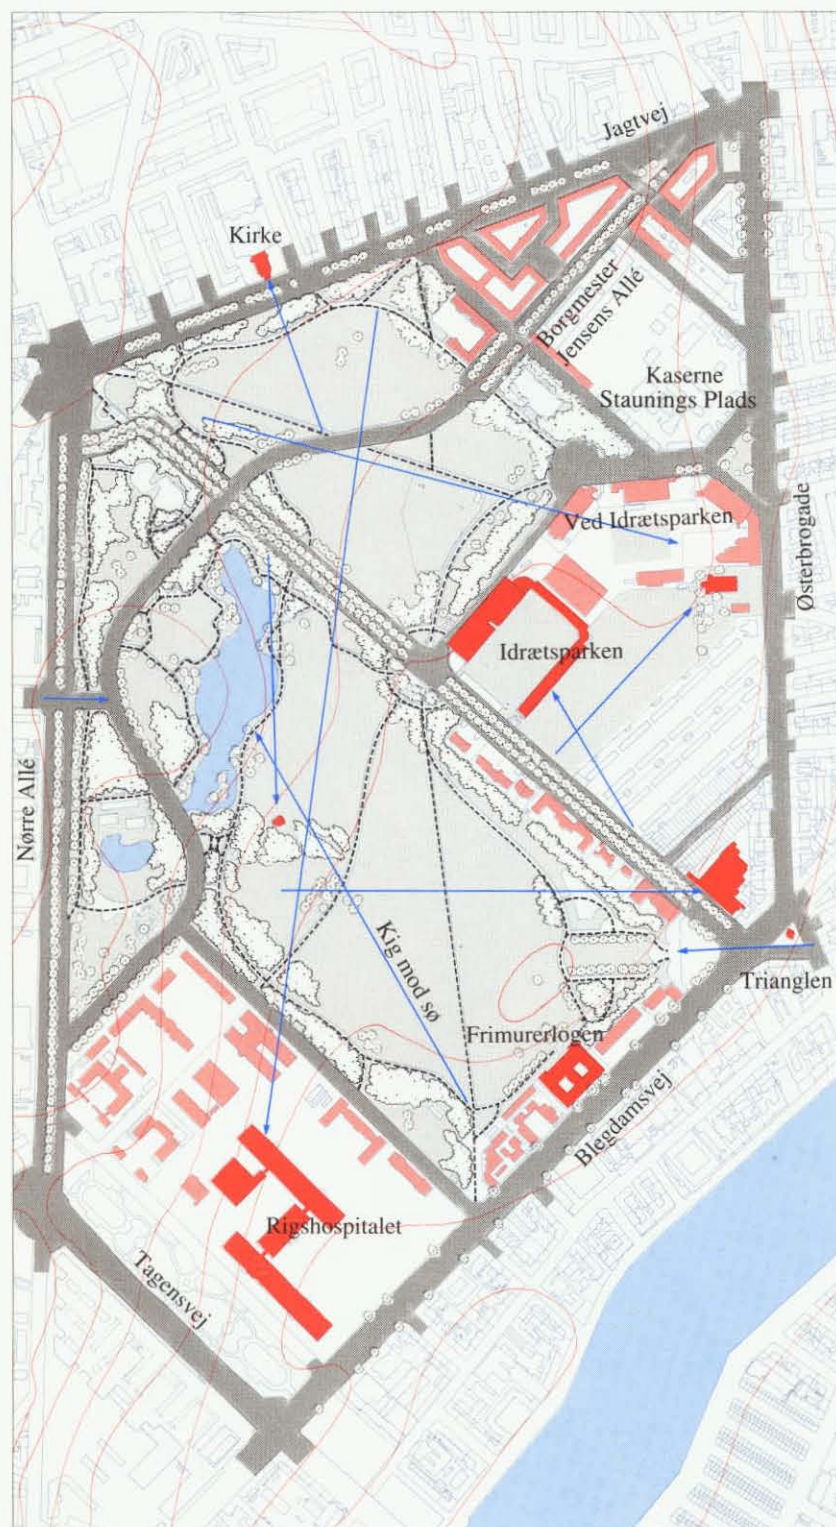 Jagtvej
Kirke
Borgmester
Jensens Allé
Kaserne
Staunings Plads
Ved Idrætsparken
Østerbrogade
Idrætsparken
Nørre Allé
Kig mod sø
Trianglen
Frimurerlogen
Blegdamsvej
Rigshospitalet
Tagensvej